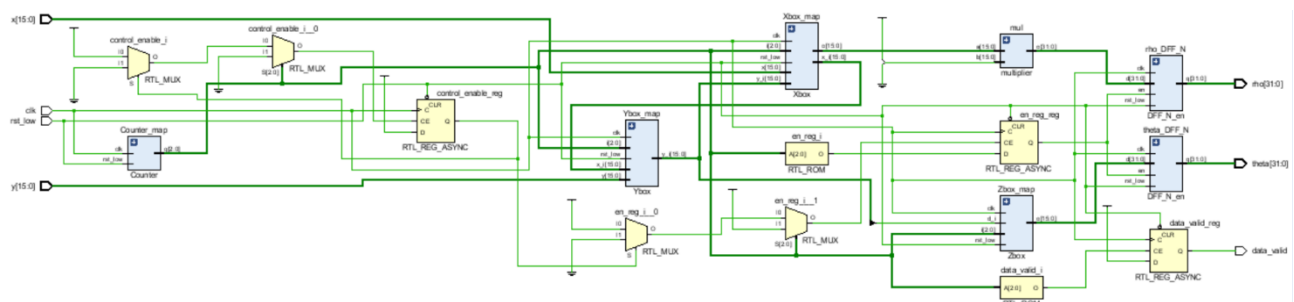 x[15:0]
control_enable_i
I0
I1
O
S
RTL_MUX
control_enable_i__0
I0
I1
O
S[2:0]
RTL_MUX
control_enable_reg
CLR
C
CE
Q
D
RTL_REG_ASYNC
clk
rst_low
Counter_map
clk
rst_low
q[2:0]
Counter
y[15:0]
Ybox_map
clk
i[2:0]
rst_low
x_i[15:0]
y[15:0]
y_i[15:0]
Ybox
en_reg_i__0
I0
I1
O
S
RTL_MUX
Xbox_map
clk
i[2:0]
rst_low
x[15:0]
y_i[15:0]
o[15:0]
x_i[15:0]
Xbox
en_reg_i
A[2:0]
O
RTL_ROM
en_reg_i__1
I0
I1
O
S[2:0]
RTL_MUX
mul
a[15:0]
b[15:0]
o[31:0]
multiplier
en_reg_reg
CLR
C
CE
Q
D
RTL_REG_ASYNC
Zbox_map
clk
d_i
i[2:0]
rst_low
o[15:0]
Zbox
data_valid_i
A[2:0]
O
rho_DFF_N
clk
d[31:0]
en
rst_low
q[31:0]
DFF_N_en
theta_DFF_N
clk
d[31:0]
en
rst_low
q[31:0]
DFF_N_en
data_valid_reg
CLR
C
CE
Q
D
RTL_REG_ASYNC
rho[31:0]
theta[31:0]
data_valid